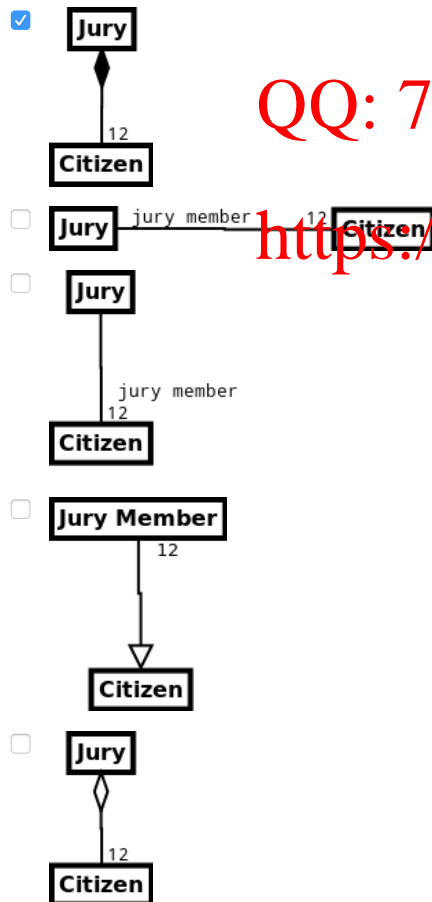 Jury
QQ: 7
12
Citizen
Jury jury member 12 Citizen
https:/
Jury
jury member
12
Citizen
Jury Member
12
Citizen
Jury
12
Citizen